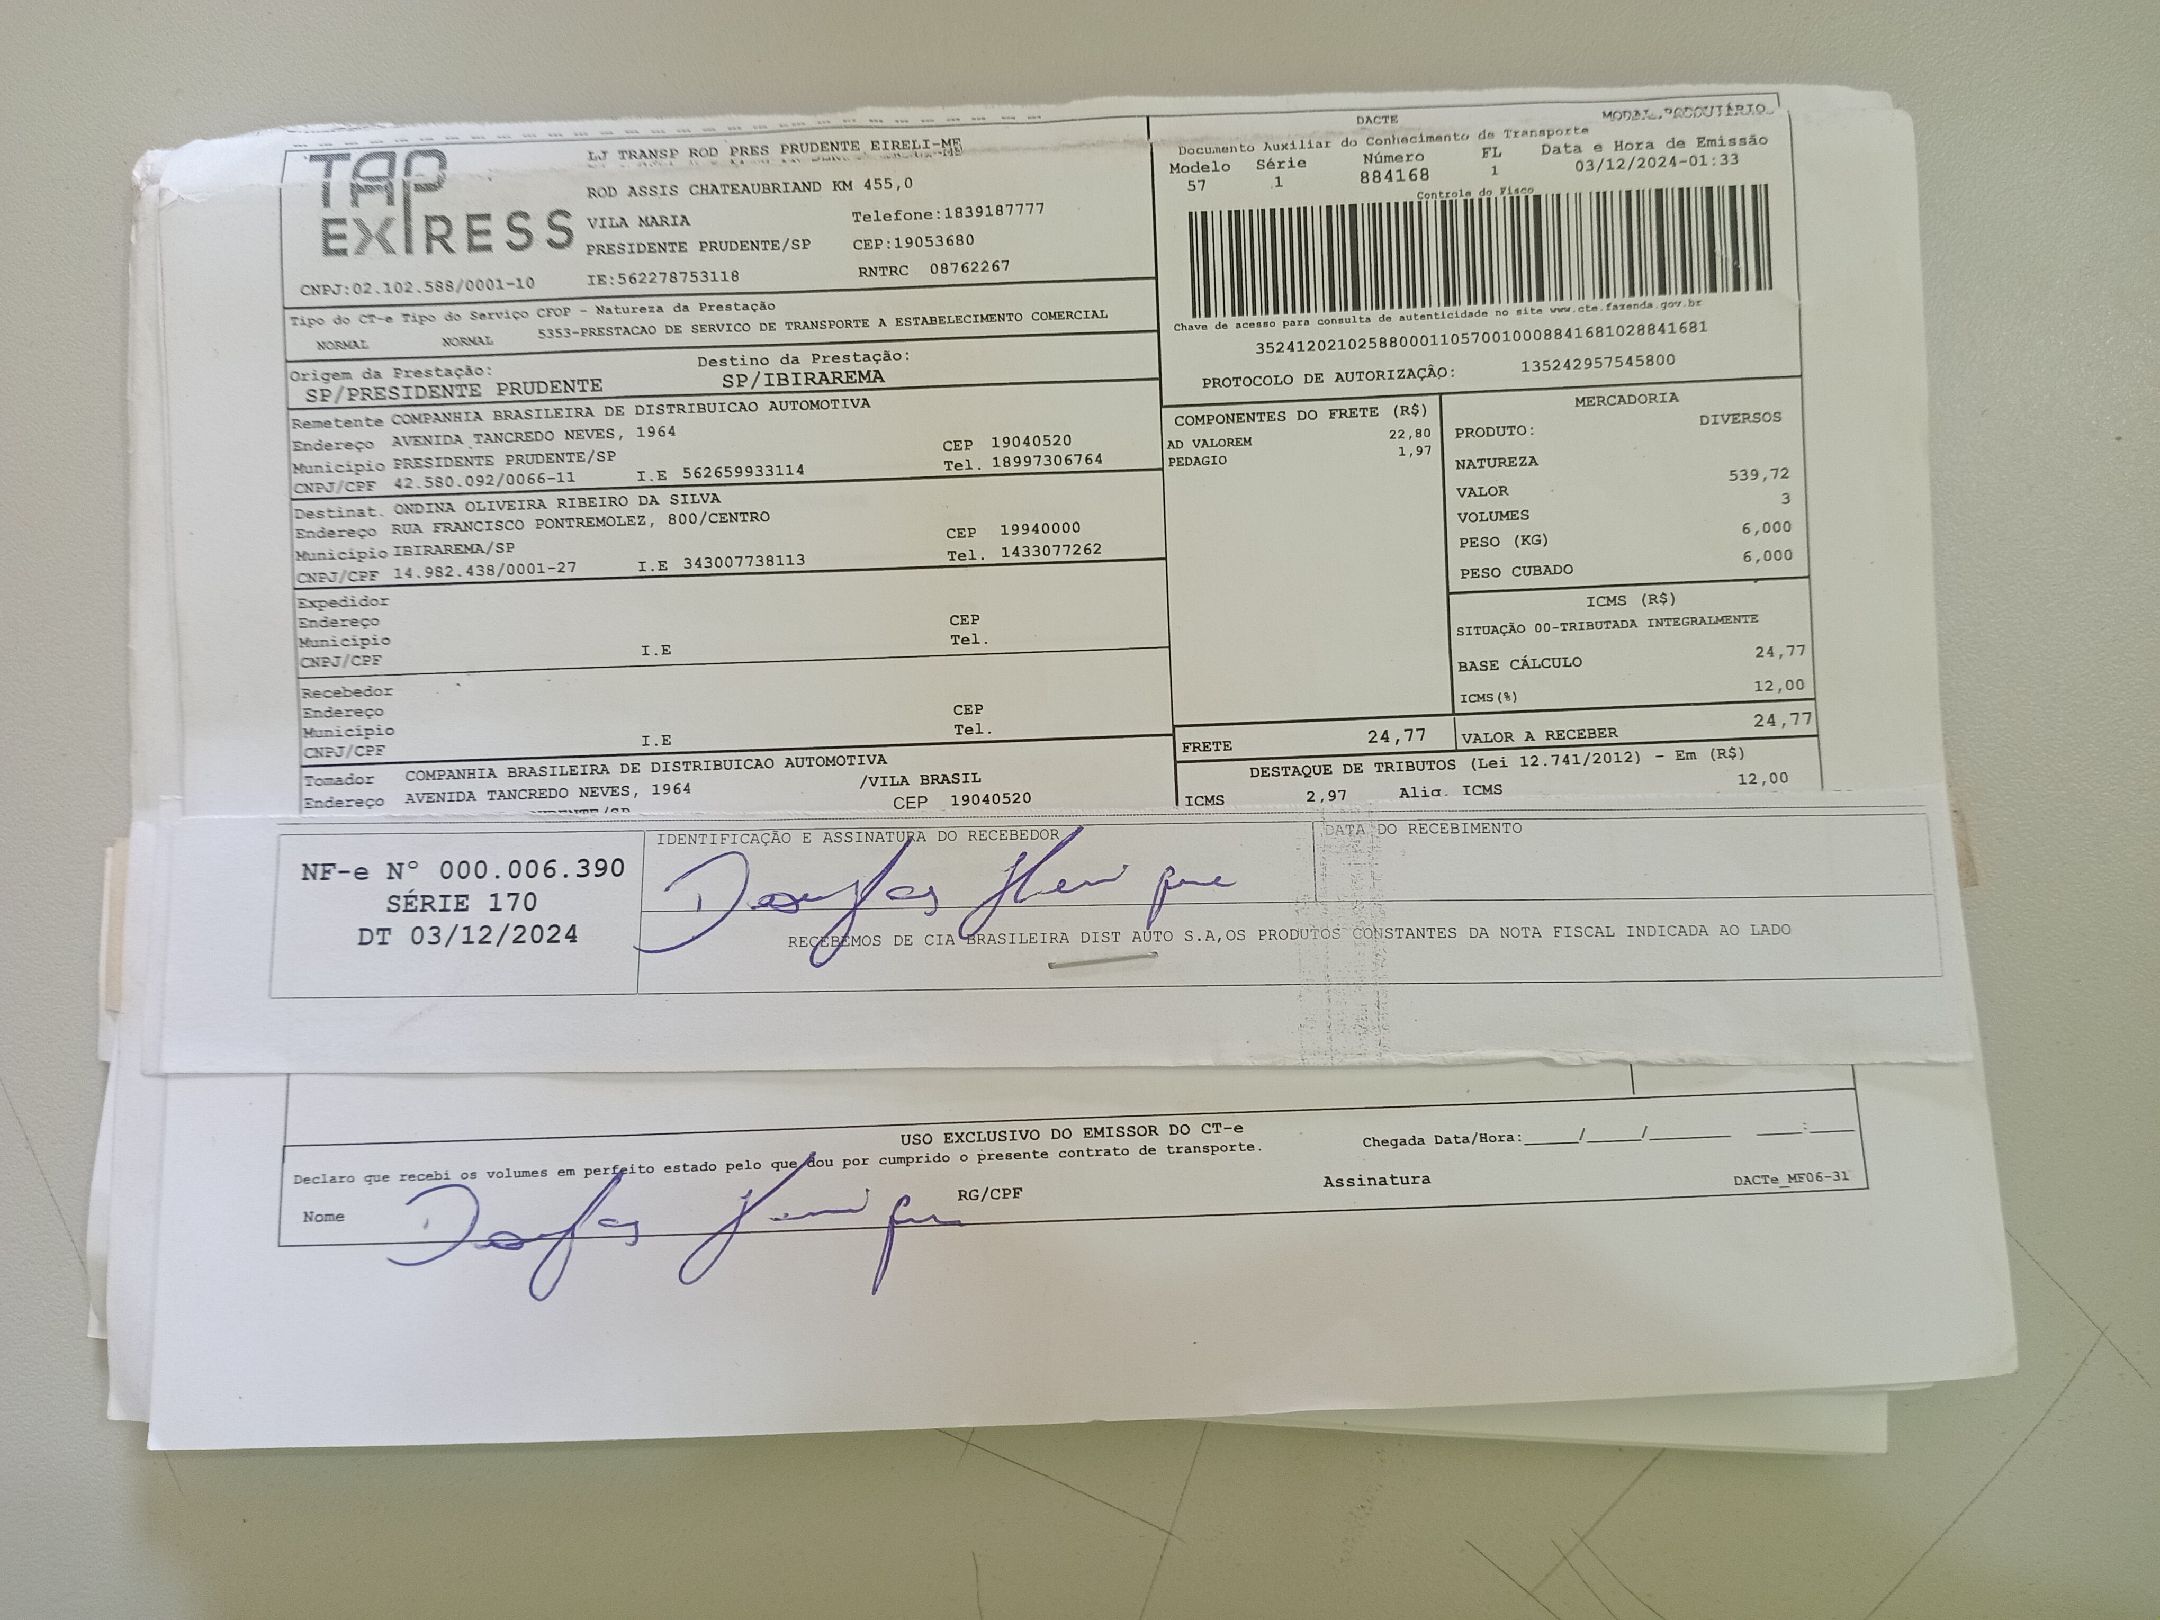 TAP
EXPRESS
CNPJ:02.102.588/0001-10
LJ TRANSP ROD PRES PRUDENTE EIRELI-ME
ROD ASSIS CHATEAUBRIAND KM 455,0
VILA MARIA Telefone:1839187777
PRESIDENTE PRUDENTE/SP CEP:19053680
IE:562278753118 RNTRC 08762267
DACTE MODAL RODOVIÁRIO
Documento Auxiliar do Conhecimento de Transporte
Modelo Série Número FL Data e Hora de Emissão
57 1 884168 1 03/12/2024-01:33
Controle do Fisco
Chave de acesso para consulta de autenticidade no site www.cte.fazenda.gov.br
35241202102588000110570010008841681028841681
PROTOCOLO DE AUTORIZAÇÃO: 135242957545800
Tipo do CT-e Tipo do Serviço CFOP - Natureza da Prestação
NORMAL NORMAL 5353-PRESTACAO DE SERVICO DE TRANSPORTE A ESTABELECIMENTO COMERCIAL
Origem da Prestação: Destino da Prestação:
SP/PRESIDENTE PRUDENTE SP/IBIRAREMA
Remetente COMPANHIA BRASILEIRA DE DISTRIBUICAO AUTOMOTIVA
Endereço AVENIDA TANCREDO NEVES, 1964 CEP 19040520
Município PRESIDENTE PRUDENTE/SP Tel. 18997306764
CNPJ/CPF 42.580.092/0066-11 I.E 562659933114
Destinat. ONDINA OLIVEIRA RIBEIRO DA SILVA
Endereço RUA FRANCISCO PONTREMOLEZ, 800/CENTRO CEP 19940000
Município IBIRAREMA/SP Tel. 1433077262
CNPJ/CPF 14.982.438/0001-27 I.E 343007738113
Expedidor
Endereço CEP
Município Tel.
CNPJ/CPF I.E
Recebedor
Endereço CEP
Município Tel.
CNPJ/CPF I.E
Tomador COMPANHIA BRASILEIRA DE DISTRIBUICAO AUTOMOTIVA
Endereço AVENIDA TANCREDO NEVES, 1964 /VILA BRASIL
CEP 19040520
COMPONENTES DO FRETE (R$)
AD VALOREM 22,80
PEDAGIO 1,97
MERCADORIA
PRODUTO: DIVERSOS
NATUREZA
VALOR 539,72
VOLUMES 3
PESO (KG) 6,000
PESO CUBADO 6,000
ICMS (R$)
SITUAÇÃO 00-TRIBUTADA INTEGRALMENTE
BASE CÁLCULO 24,77
ICMS(%) 12,00
FRETE 24,77 VALOR A RECEBER 24,77
DESTAQUE DE TRIBUTOS (Lei 12.741/2012) - Em (R$)
ICMS 2,97 Aliq. ICMS 12,00
NF-e Nº 000.006.390
SÉRIE 170
DT 03/12/2024
IDENTIFICAÇÃO E ASSINATURA DO RECEBEDOR DATA DO RECEBIMENTO
Douglas Henrique
RECEBEMOS DE CIA BRASILEIRA DIST AUTO S.A,OS PRODUTOS CONSTANTES DA NOTA FISCAL INDICADA AO LADO
USO EXCLUSIVO DO EMISSOR DO CT-e
Declaro que recebi os volumes em perfeito estado pelo que dou por cumprido o presente contrato de transporte.
Chegada Data/Hora:_____/_____/_______ ____:____
Nome Douglas Henrique RG/CPF Assinatura
DACTe_MF06-31